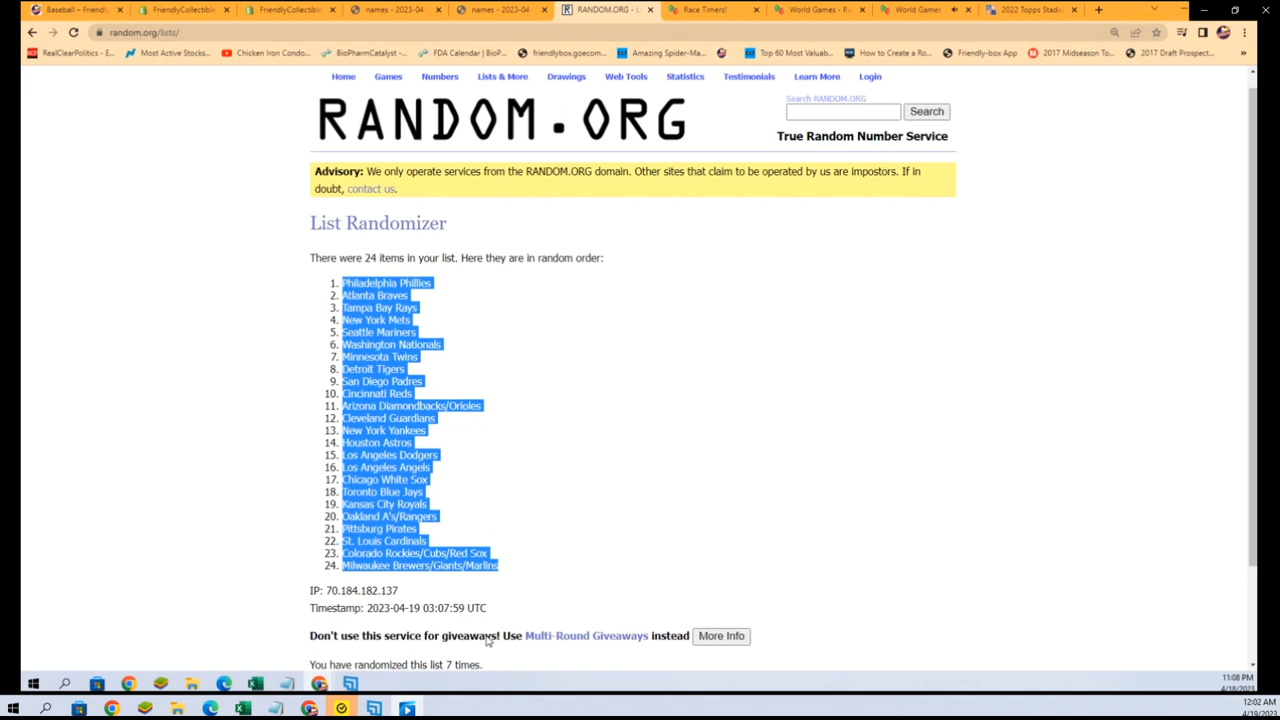 Baseball – Friendly
FriendlyCollectible
FriendlyCollectible
names - 2023-04
names - 2023-04
RANDOM.ORG - L
Race Timers!
World Games - R
World Games
2022 Topps Stadi
random.org/lists/
RealClearPolitics - E...
Most Active Stocks...
Chicken Iron Condo...
BioPharmCatalyst -...
FDA Calendar | BioP...
friendlybox.goecom...
Amazing Spider-Ma...
Top 60 Most Valuab...
How to Create a Ro...
Friendly-box App
2017 Midseason To...
2017 Draft Prospect...
Home Games Numbers Lists & More Drawings Web Tools Statistics Testimonials Learn More Login
RANDOM.ORG
Search RANDOM.ORG
Search
True Random Number Service
Advisory: We only operate services from the RANDOM.ORG domain. Other sites that claim to be operated by us are impostors. If in
doubt, contact us.
List Randomizer
There were 24 items in your list. Here they are in random order:
1. Philadelphia Phillies
2. Atlanta Braves
3. Tampa Bay Rays
4. New York Mets
5. Seattle Mariners
6. Washington Nationals
7. Minnesota Twins
8. Detroit Tigers
9. San Diego Padres
10. Cincinnati Reds
11. Arizona Diamondbacks/Orioles
12. Cleveland Guardians
13. New York Yankees
14. Houston Astros
15. Los Angeles Dodgers
16. Los Angeles Angels
17. Chicago White Sox
18. Toronto Blue Jays
19. Kansas City Royals
20. Oakland A's/Rangers
21. Pittsburg Pirates
22. St. Louis Cardinals
23. Colorado Rockies/Cubs/Red Sox
24. Milwaukee Brewers/Giants/Marlins
IP: 70.184.182.137
Timestamp: 2023-04-19 03:07:59 UTC
Don't use this service for giveaways! Use Multi-Round Giveaways instead More Info
You have randomized this list 7 times.
11:08 PM
4/18/2023
12:02 AM
4/19/2023